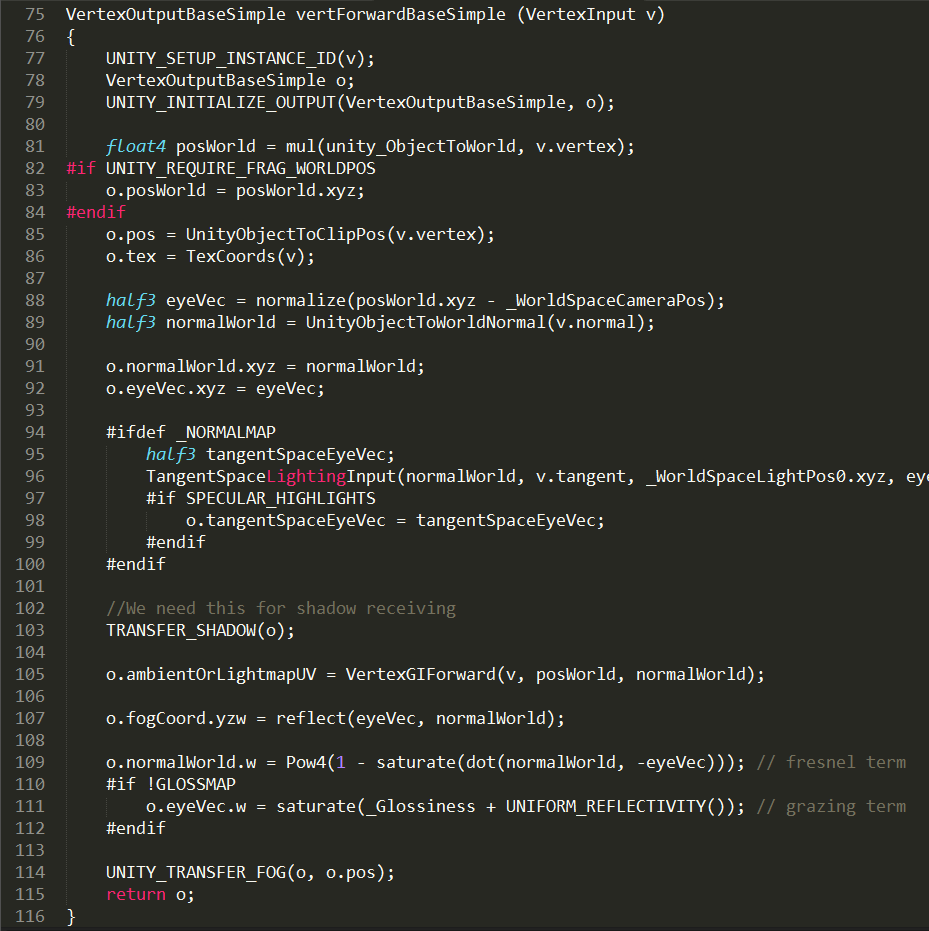 75 VertexOutputBaseSimple vertForwardBaseSimple (VertexInput v)
76 {
77     UNITY_SETUP_INSTANCE_ID(v);
78     VertexOutputBaseSimple o;
79     UNITY_INITIALIZE_OUTPUT(VertexOutputBaseSimple, o);
80
81     float4 posWorld = mul(unity_ObjectToWorld, v.vertex);
82 #if UNITY_REQUIRE_FRAG_WORLDPOS
83     o.posWorld = posWorld.xyz;
84 #endif
85     o.pos = UnityObjectToClipPos(v.vertex);
86     o.tex = TexCoords(v);
87
88     half3 eyeVec = normalize(posWorld.xyz - _WorldSpaceCameraPos);
89     half3 normalWorld = UnityObjectToWorldNormal(v.normal);
90
91     o.normalWorld.xyz = normalWorld;
92     o.eyeVec.xyz = eyeVec;
93
94     #ifdef _NORMALMAP
95         half3 tangentSpaceEyeVec;
96         TangentSpaceLightingInput(normalWorld, v.tangent, _WorldSpaceLightPos0.xyz, eye
97         #if SPECULAR_HIGHLIGHTS
98             o.tangentSpaceEyeVec = tangentSpaceEyeVec;
99         #endif
100     #endif
101
102     //We need this for shadow receiving
103     TRANSFER_SHADOW(o);
104
105     o.ambientOrLightmapUV = VertexGIForward(v, posWorld, normalWorld);
106
107     o.fogCoord.yzw = reflect(eyeVec, normalWorld);
108
109     o.normalWorld.w = Pow4(1 - saturate(dot(normalWorld, -eyeVec))); // fresnel term
110     #if !GLOSSMAP
111         o.eyeVec.w = saturate(_Glossiness + UNIFORM_REFLECTIVITY()); // grazing term
112     #endif
113
114     UNITY_TRANSFER_FOG(o, o.pos);
115     return o;
116 }